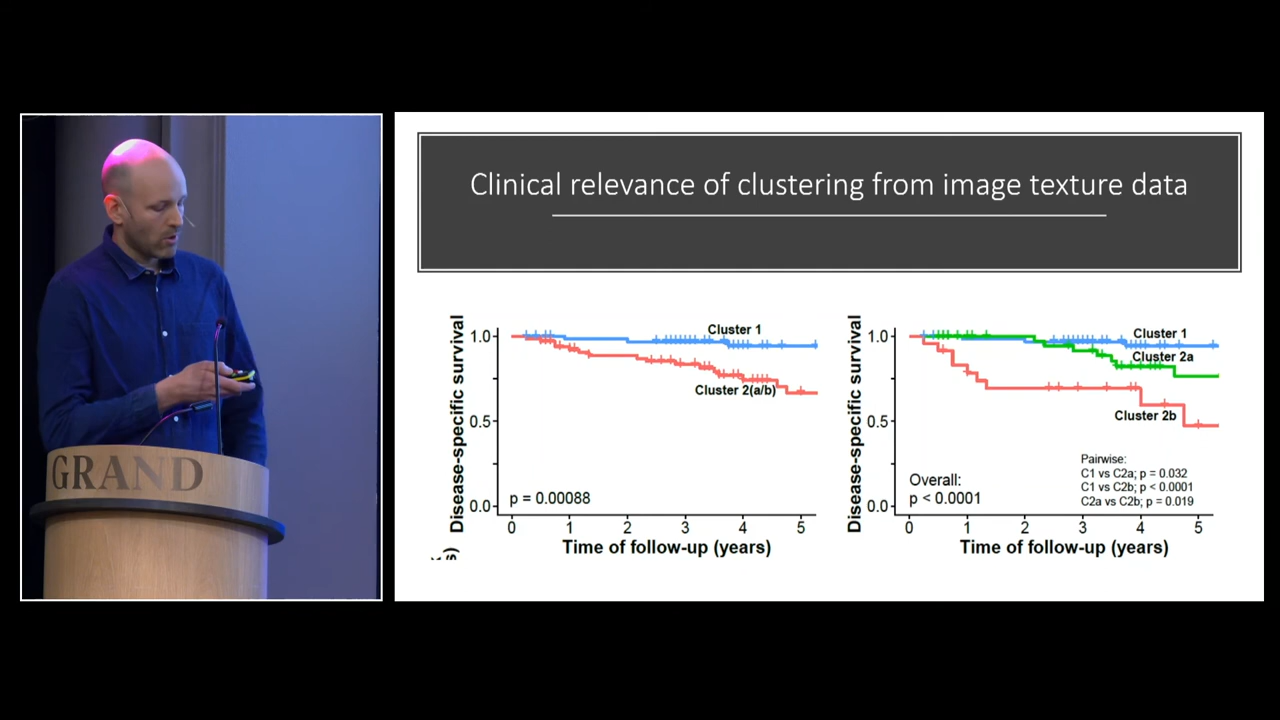 GRAND
Clinical relevance of clustering from image texture data
Disease-specific survival
1.0
0.5
0.0
Cluster 1
Cluster 2(a/b)
p = 0.00088
0 1 2 3 4 5
Time of follow-up (years)
Disease-specific survival
1.0
0.5
0.0
Cluster 1
Cluster 2a
Cluster 2b
Overall:
p < 0.0001
Pairwise:
C1 vs C2a; p = 0.032
C1 vs C2b; p < 0.0001
C2a vs C2b; p = 0.019
0 1 2 3 4 5
Time of follow-up (years)